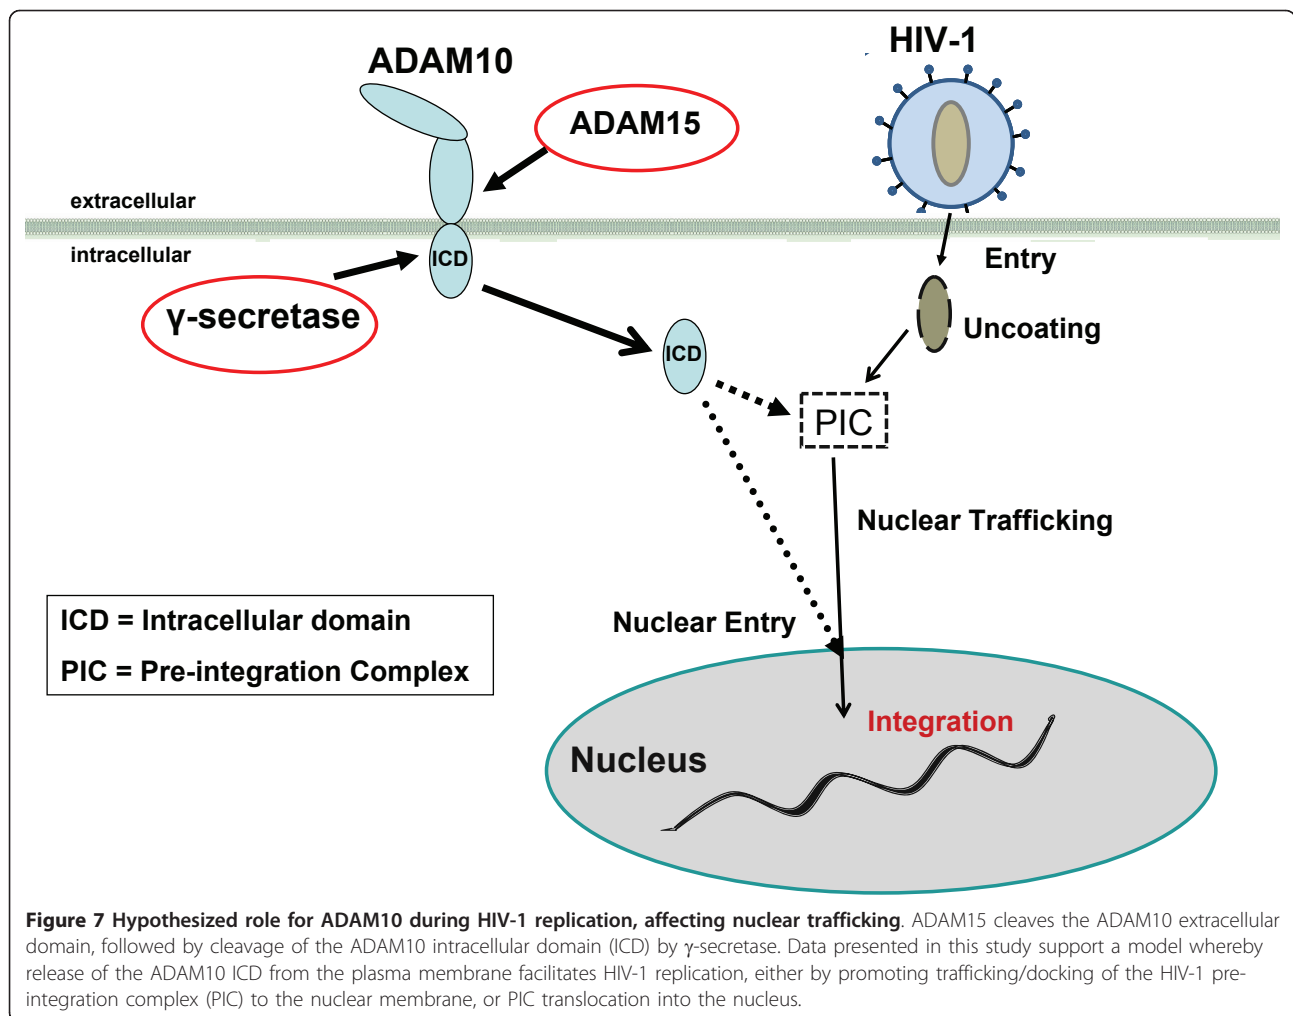 ADAM10
HIV-1
ADAM15
extracellular
intracellular
ICD
Entry
γ-secretase
Uncoating
ICD
PIC
Nuclear Trafficking
ICD = Intracellular domain
PIC = Pre-integration Complex
Nuclear Entry
Integration
Nucleus
Figure 7 Hypothesized role for ADAM10 during HIV-1 replication, affecting nuclear trafficking. ADAM15 cleaves the ADAM10 extracellular
domain, followed by cleavage of the ADAM10 intracellular domain (ICD) by γ-secretase. Data presented in this study support a model whereby
release of the ADAM10 ICD from the plasma membrane facilitates HIV-1 replication, either by promoting trafficking/docking of the HIV-1 pre-
integration complex (PIC) to the nuclear membrane, or PIC translocation into the nucleus.